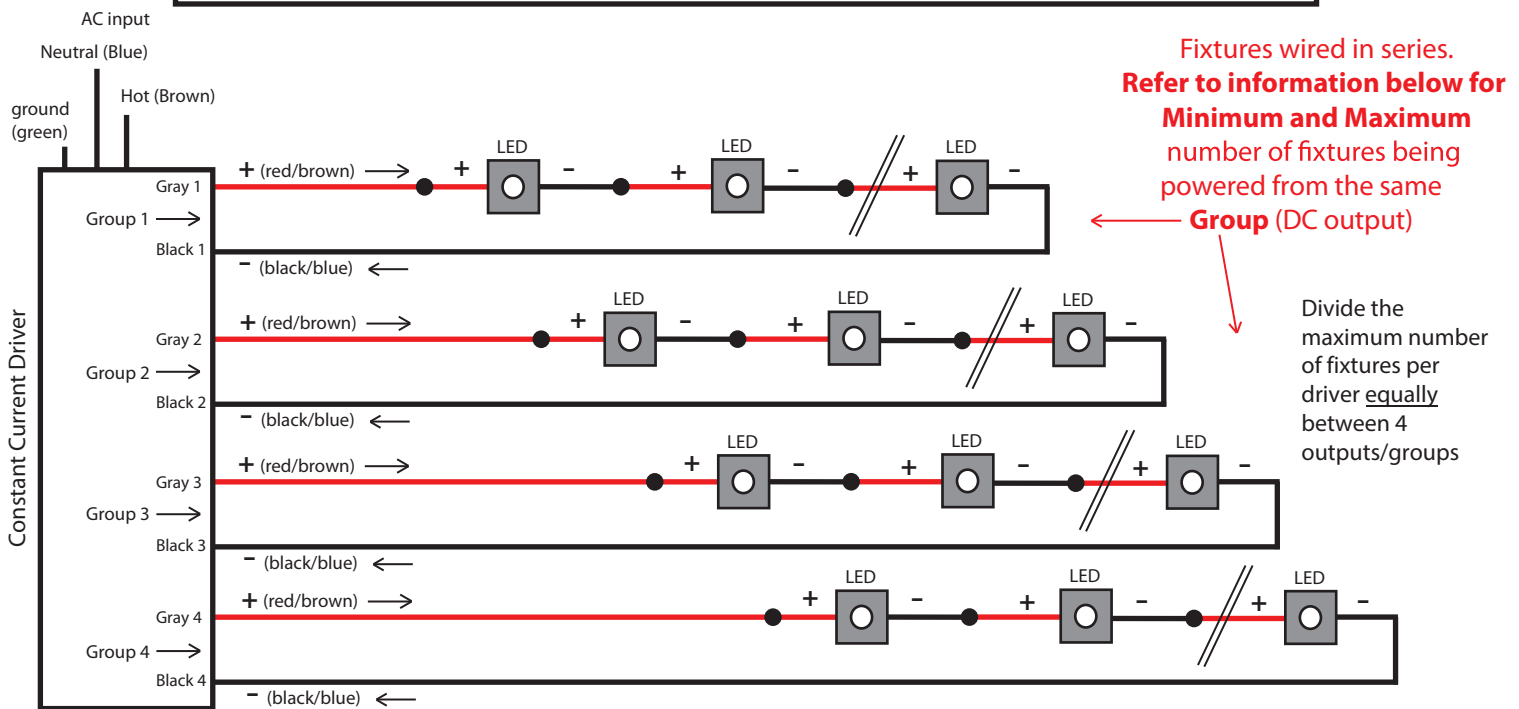 AC input
Neutral (Blue)
Hot (Brown)
ground
(green)
Constant Current Driver
Fixtures wired in series.
Refer to information below for
Minimum and Maximum
number of fixtures being
powered from the same
Group (DC output)
Divide the
maximum number
of fixtures per
driver equally
between 4
outputs/groups
LED LED LED
+ (red/brown) + - + - + -
Gray 1
Group 1
Black 1
- (black/blue)
LED LED LED
+ (red/brown) + - + - + -
Gray 2
Group 2
Black 2
- (black/blue)
LED LED LED
+ (red/brown) + - + - + -
Gray 3
Group 3
Black 3
- (black/blue)
LED LED LED
+ (red/brown) + - + - + -
Gray 4
Group 4
Black 4
- (black/blue)